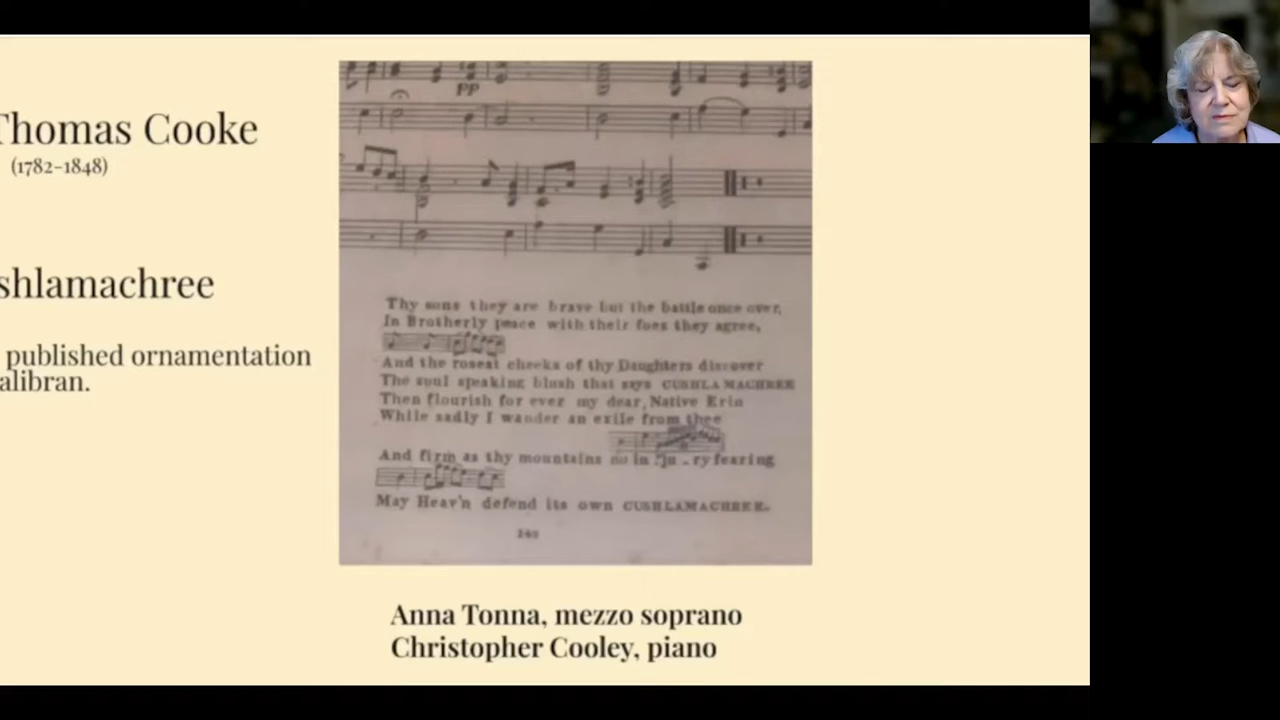 Thomas Cooke
(1782–1848)
shlamachree
published ornamentation
alibran.
PP
Thy sons they are brave but the battle once over,
In Brotherly peace with their foes they agree,
And the roseat cheeks of thy Daughters discover
The soul speaking blush that says CUSHLAMACHREE
Then flourish for ever my dear Native Erin
While sadly I wander an exile from thee
And firm as thy mountains no in ju ry fearing
May Heav'n defend its own CUSHLAMACHREE.
Anna Tonna, mezzo soprano
Christopher Cooley, piano